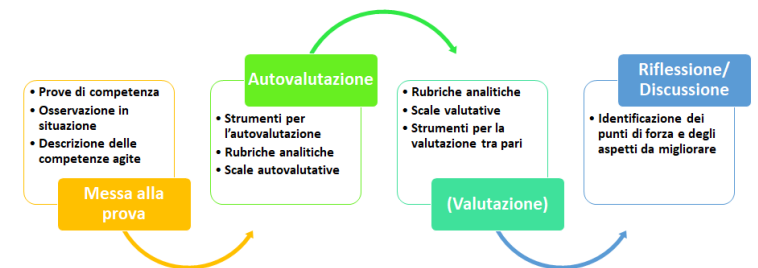 • Prove di competenza
• Osservazione in
situazione
• Descrizione delle
competenze agite
Messa alla
prova
Autovalutazione
• Strumenti per
l'autovalutazione
• Rubriche analitiche
• Scale autovalutative
• Rubriche analitiche
• Scale valutative
• Strumenti per la
valutazione tra pari
(Valutazione)
Riflessione/
Discussione
• Identificazione dei
punti di forza e degli
aspetti da migliorare